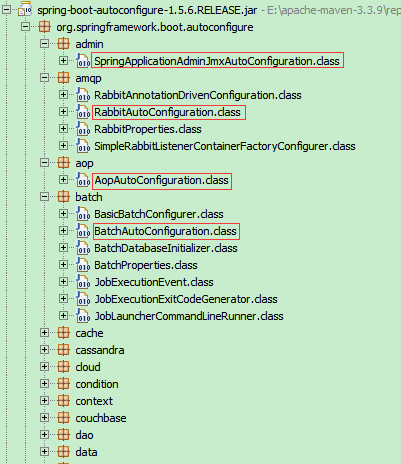 spring-boot-autoconfigure-1.5.6.RELEASE.jar - E:\apache-maven-3.3.9\rep
org.springframework.boot.autoconfigure
admin
SpringApplicationAdminJmxAutoConfiguration.class
amqp
RabbitAnnotationDrivenConfiguration.class
RabbitAutoConfiguration.class
RabbitProperties.class
SimpleRabbitListenerContainerFactoryConfigurer.class
aop
AopAutoConfiguration.class
batch
BasicBatchConfigurer.class
BatchAutoConfiguration.class
BatchDatabaseInitializer.class
BatchProperties.class
JobExecutionEvent.class
JobExecutionExitCodeGenerator.class
JobLauncherCommandLineRunner.class
cache
cassandra
cloud
condition
context
couchbase
dao
data